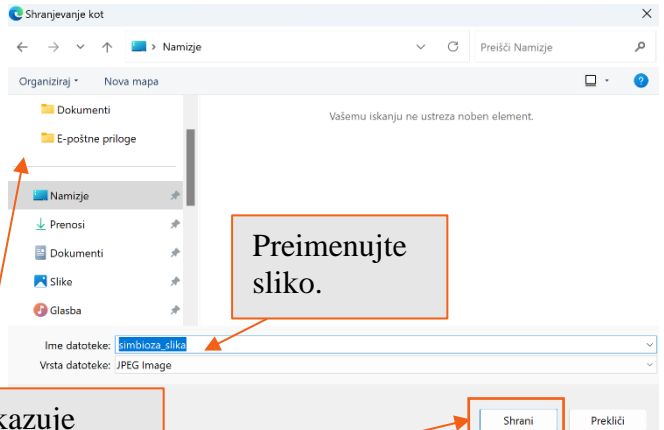 Shranjevanje kot
Namizje
Preišči Namizje
Organiziraj
Nova mapa
Dokumenti
Vašemu iskanju ne ustreza noben element.
E-poštne priloge
Namizje
Prenosi
Dokumenti
Slike
Glasba
Preimenujte
sliko.
Ime datoteke: simbioza_slika
Vrsta datoteke: JPEG Image
Shrani
Prekliči